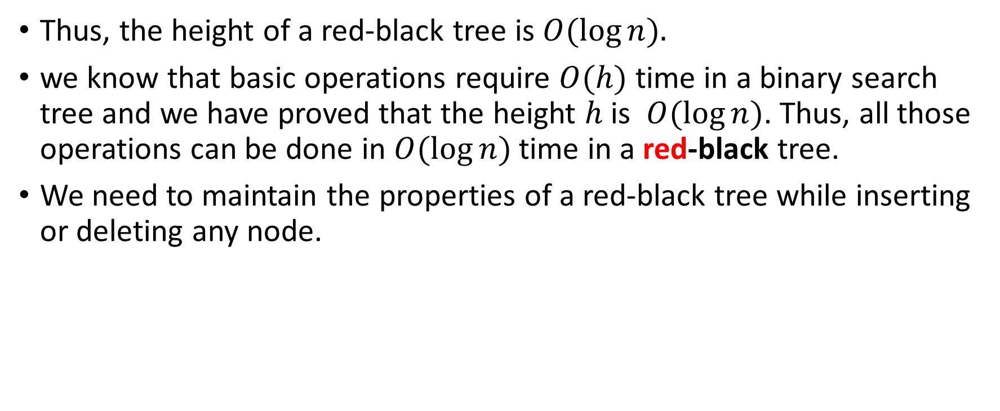 • Thus, the height of a red-black tree is O(log n).
• we know that basic operations require O(h) time in a binary search
tree and we have proved that the height h is O(log n). Thus, all those
operations can be done in O(log n) time in a red-black tree.
• We need to maintain the properties of a red-black tree while inserting
or deleting any node.